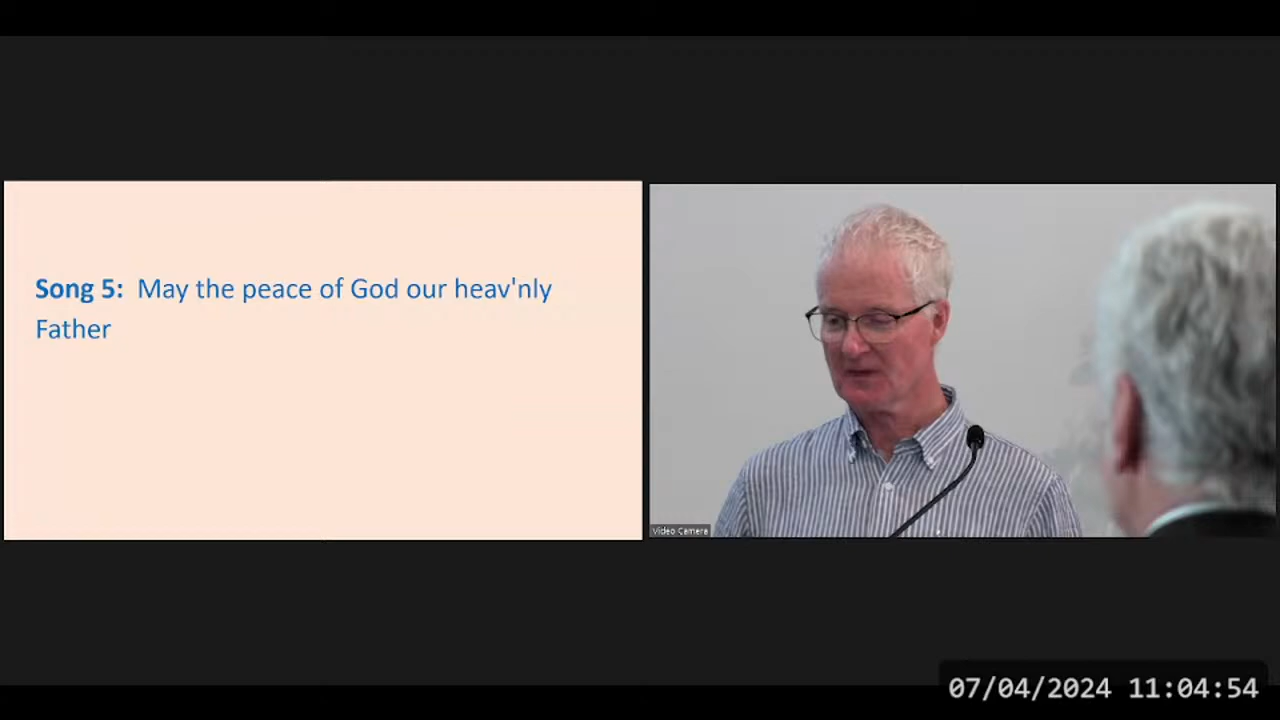 Song 5: May the peace of God our heav'nly
Father
Video Camera
07/04/2024 11:04:54